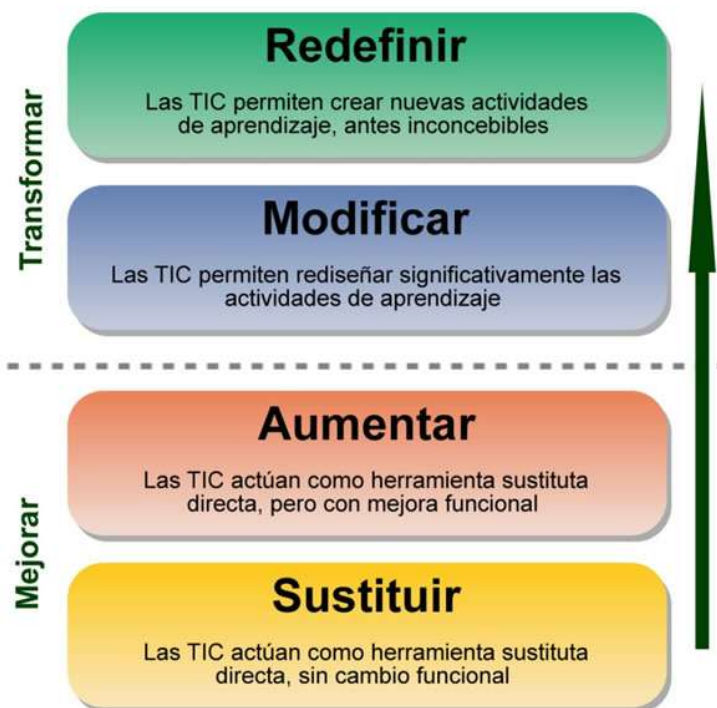 Transformar
Redefinir
Las TIC permiten crear nuevas actividades
de aprendizaje, antes inconcebibles
Modificar
Las TIC permiten rediseñar significativamente las
actividades de aprendizaje
Mejorar
Aumentar
Las TIC actúan como herramienta sustituta
directa, pero con mejora funcional
Sustituir
Las TIC actúan como herramienta sustituta
directa, sin cambio funcional